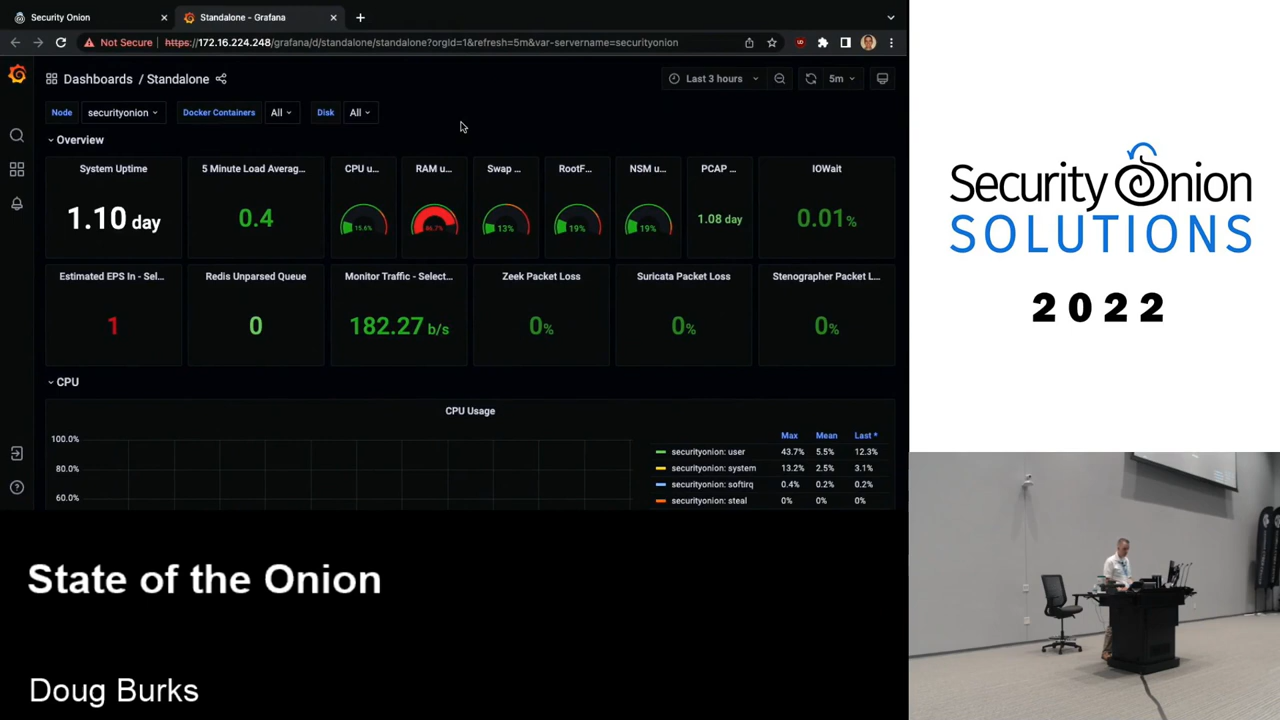 Security Onion
Standalone - Grafana
Not Secure https://172.16.224.248/grafana/d/standalone/standalone?orgId=1&refresh=5m&var-servername=securityonion
Dashboards / Standalone
Last 3 hours
5m
Node securityonion Docker Containers All Disk All
Overview
System Uptime
5 Minute Load Averag...
CPU u...
RAM u...
Swap ...
RootF...
NSM u...
PCAP ...
IOWait
1.10 day
0.4
15.6%
86.7%
13%
19%
19%
1.08 day
0.01%
Estimated EPS In - Sel...
Redis Unparsed Queue
Monitor Traffic - Select...
Zeek Packet Loss
Suricata Packet Loss
Stenographer Packet L...
1
0
182.27 b/s
0%
0%
0%
CPU
CPU Usage
100.0%
80.0%
60.0%
Max Mean Last *
securityonion: user 43.7% 5.5% 12.3%
securityonion: system 13.2% 2.5% 3.1%
securityonion: softirq 0.4% 0.2% 0.2%
securityonion: steal 0% 0% 0%
Security Onion
SOLUTIONS
2022
State of the Onion
Doug Burks